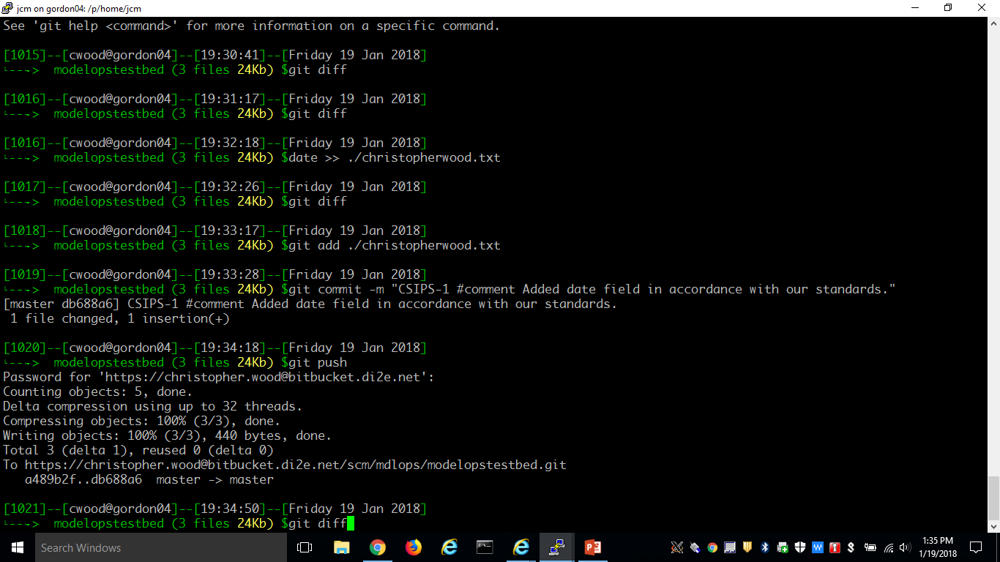 jcm on gordon04: /p/home/jcm
See 'git help <command>' for more information on a specific command.
[1015]--[cwood@gordon04]--[19:30:41]--[Friday 19 Jan 2018]
└---->  modelopstestbed (3 files 24Kb) $git diff
[1016]--[cwood@gordon04]--[19:31:17]--[Friday 19 Jan 2018]
└---->  modelopstestbed (3 files 24Kb) $git diff
[1016]--[cwood@gordon04]--[19:32:18]--[Friday 19 Jan 2018]
└---->  modelopstestbed (3 files 24Kb) $date >> ./christopherwood.txt
[1017]--[cwood@gordon04]--[19:32:26]--[Friday 19 Jan 2018]
└---->  modelopstestbed (3 files 24Kb) $git diff
[1018]--[cwood@gordon04]--[19:33:17]--[Friday 19 Jan 2018]
└---->  modelopstestbed (3 files 24Kb) $git add ./christopherwood.txt
[1019]--[cwood@gordon04]--[19:33:28]--[Friday 19 Jan 2018]
└---->  modelopstestbed (3 files 24Kb) $git commit -m "CSIPS-1 #comment Added date field in accordance with our standards."
[master db688a6] CSIPS-1 #comment Added date field in accordance with our standards.
 1 file changed, 1 insertion(+)
[1020]--[cwood@gordon04]--[19:34:18]--[Friday 19 Jan 2018]
└---->  modelopstestbed (3 files 24Kb) $git push
Password for 'https://christopher.wood@bitbucket.di2e.net':
Counting objects: 5, done.
Delta compression using up to 32 threads.
Compressing objects: 100% (3/3), done.
Writing objects: 100% (3/3), 440 bytes, done.
Total 3 (delta 1), reused 0 (delta 0)
To https://christopher.wood@bitbucket.di2e.net/scm/mdlops/modelopstestbed.git
   a489b2f..db688a6  master -> master
[1021]--[cwood@gordon04]--[19:34:50]--[Friday 19 Jan 2018]
└---->  modelopstestbed (3 files 24Kb) $git diff
Search Windows
1:35 PM
1/19/2018